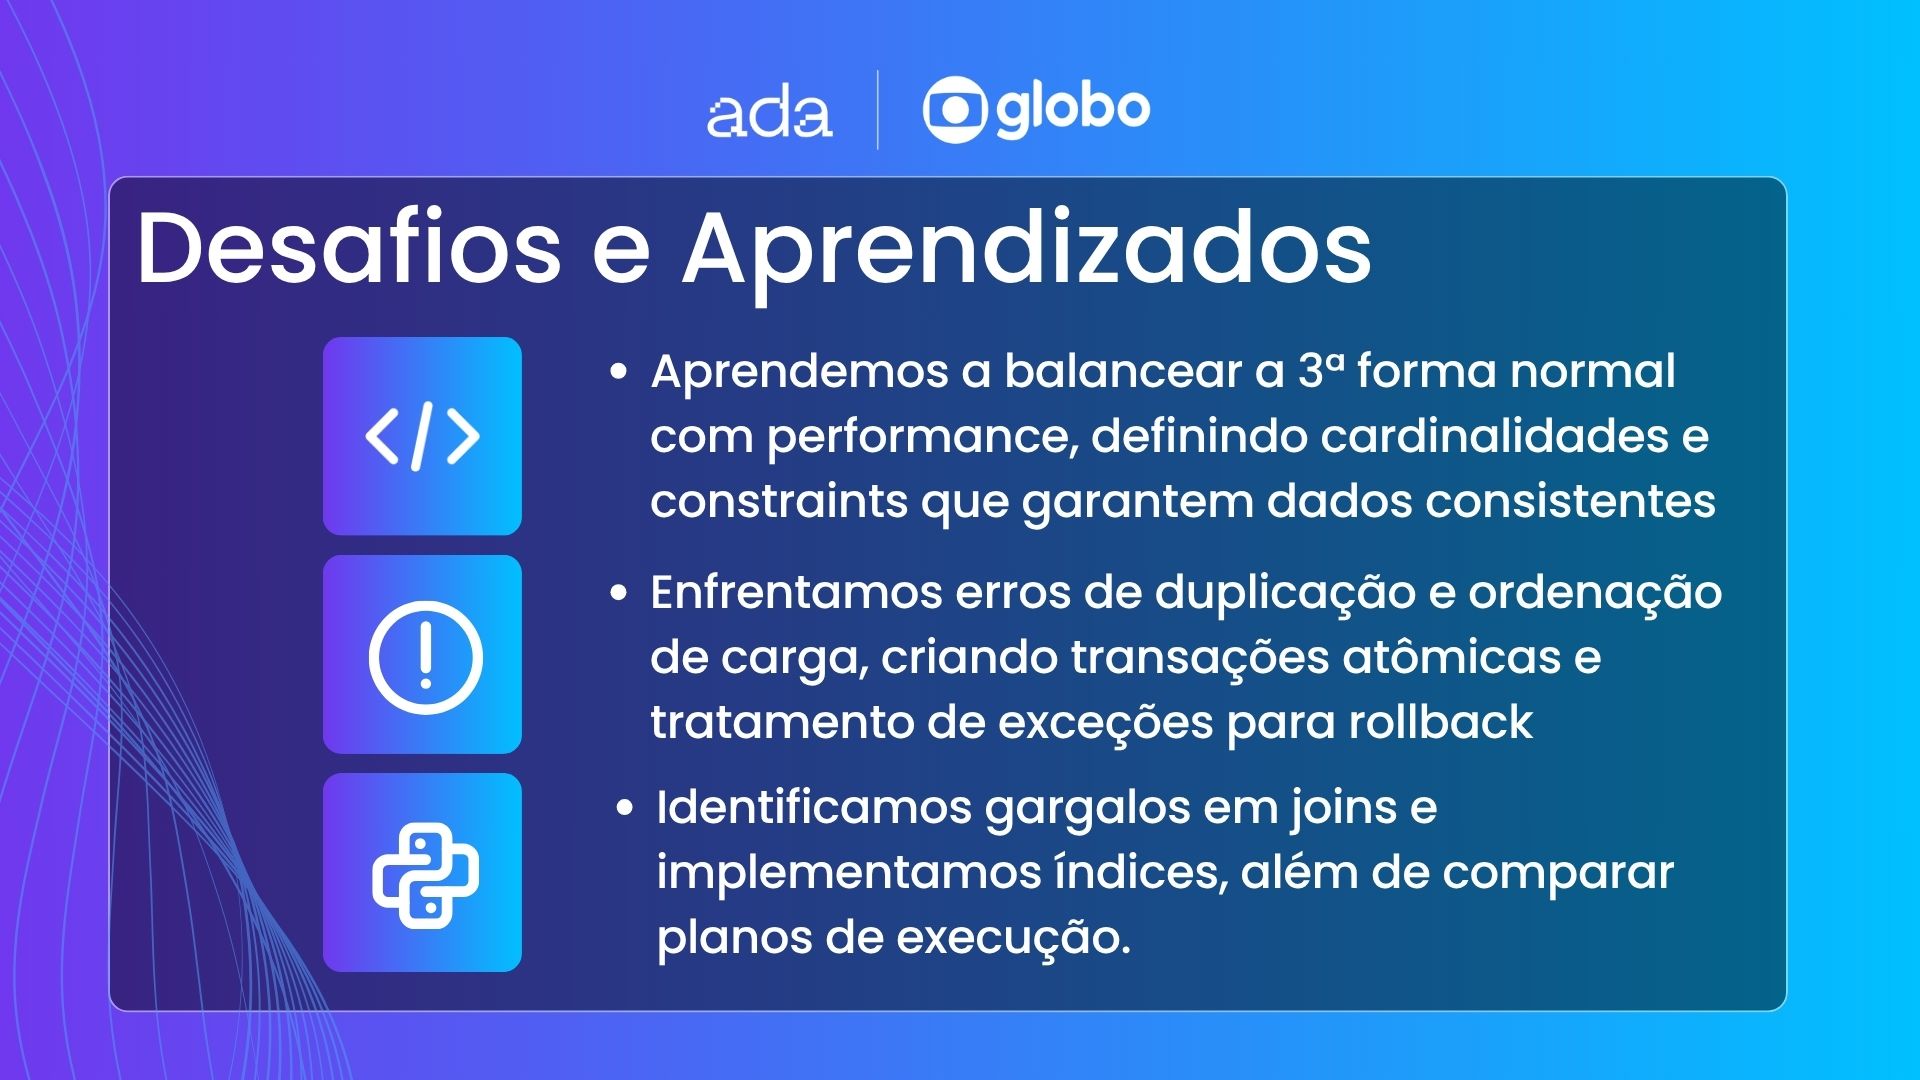 ada
globo
Desafios e Aprendizados
</>
• Aprendemos a balancear a 3ª forma normal
com performance, definindo cardinalidades e
constraints que garantem dados consistentes
!
• Enfrentamos erros de duplicação e ordenação
de carga, criando transações atômicas e
tratamento de exceções para rollback
• Identificamos gargalos em joins e
implementamos índices, além de comparar
planos de execução.